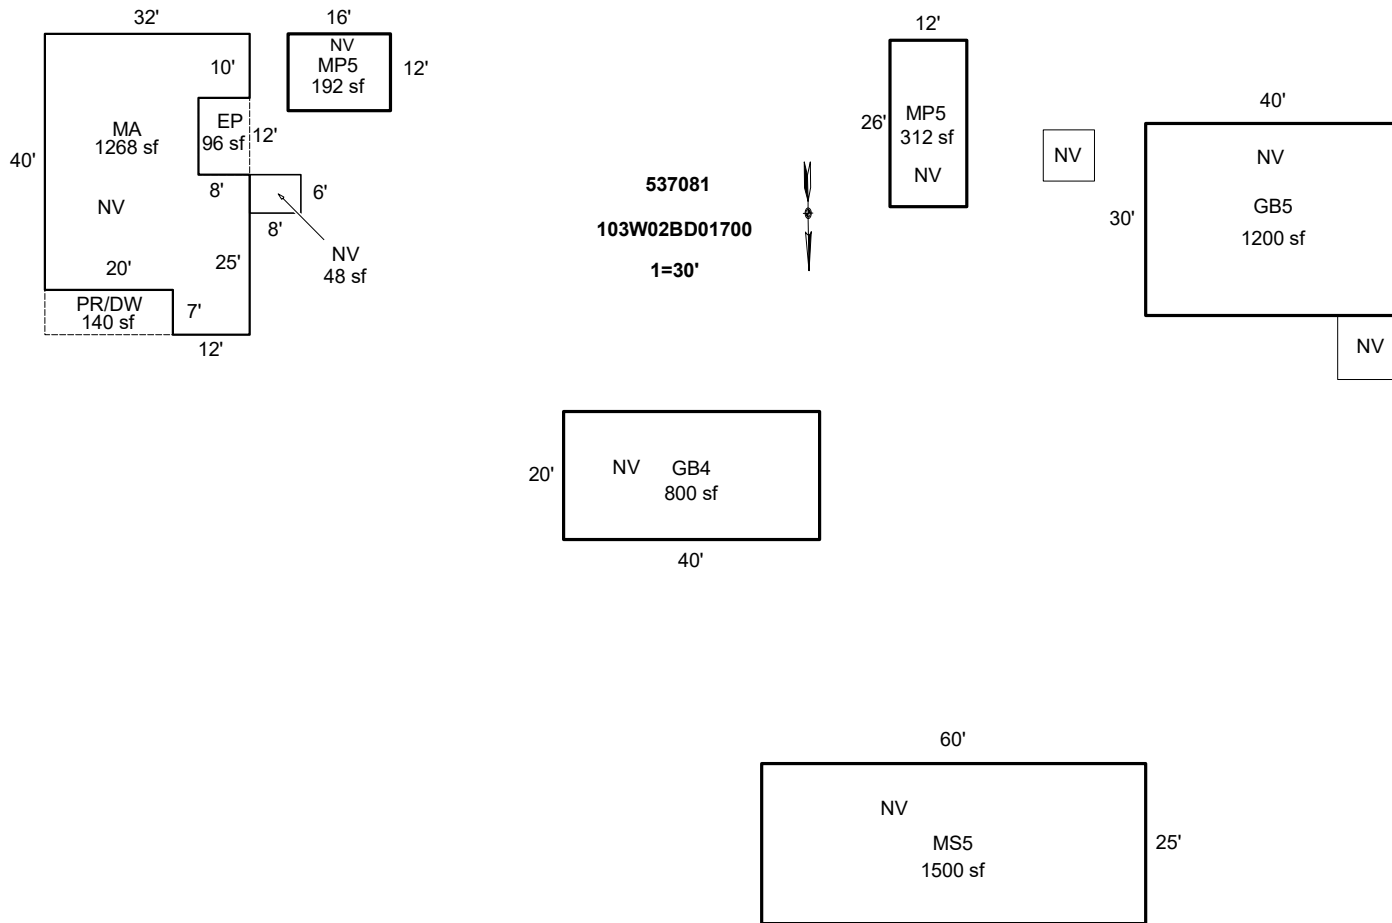 32'
10'
MA
1268 sf
40'
NV
EP
96 sf
12'
8'
6'
8'
NV
48 sf
25'
20'
PR/DW
140 sf
7'
12'
16'
NV
MP5
192 sf
12'
537081
103W02BD01700
1=30'
12'
26'
MP5
312 sf
NV
NV
40'
30'
NV
GB5
1200 sf
NV
20'
NV GB4
800 sf
40'
60'
NV
MS5
1500 sf
25'